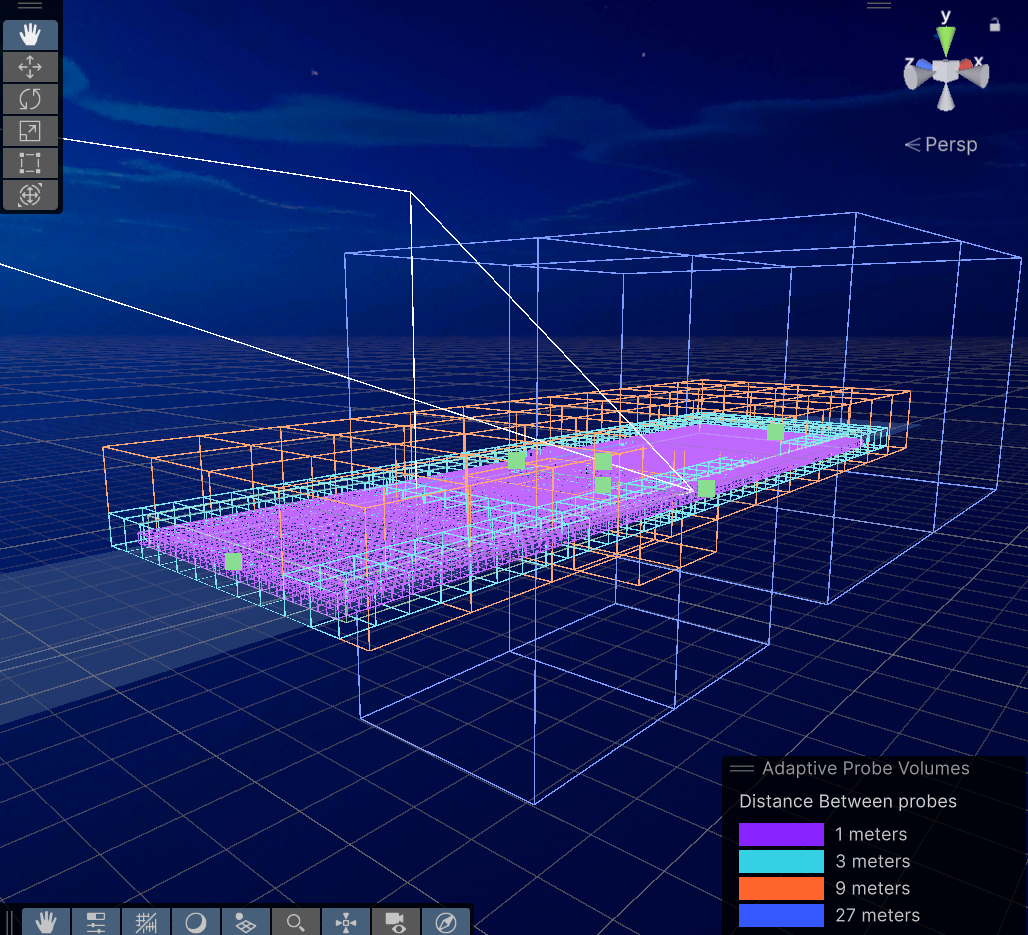 y
z
x
Persp
Adaptive Probe Volumes
Distance Between probes
1 meters
3 meters
9 meters
27 meters